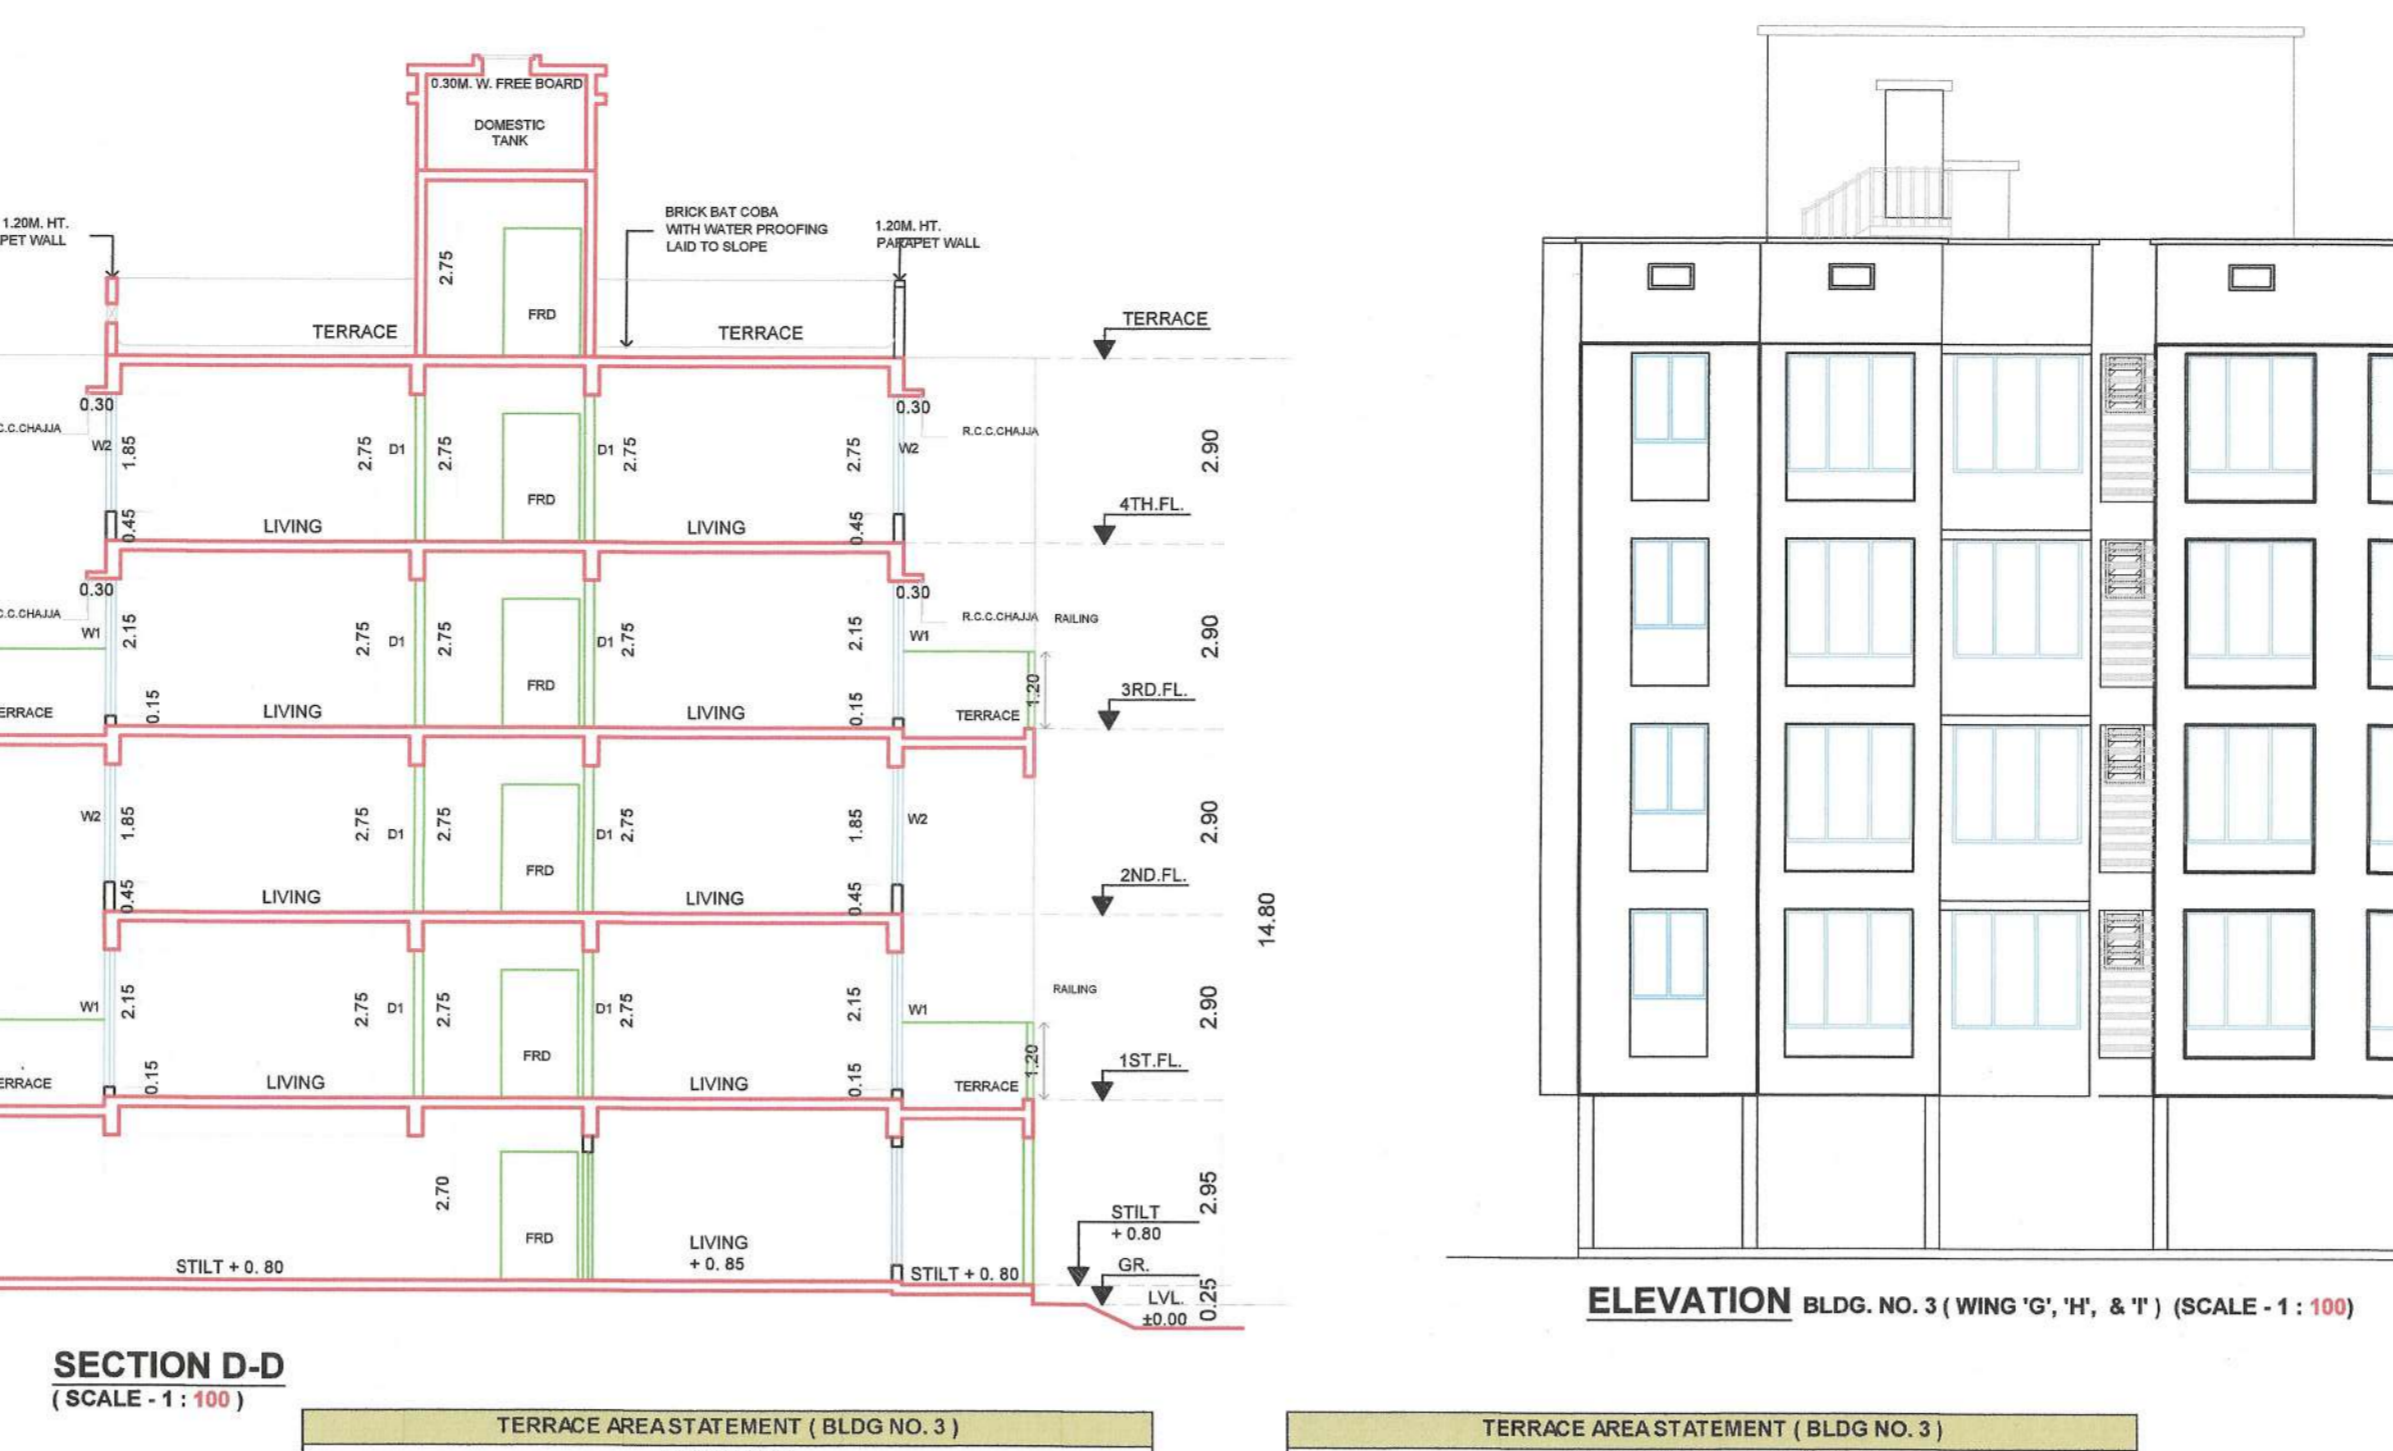 0.30M. W. FREE BOARD
DOMESTIC
TANK
1.20M. HT.
PET WALL
2.75
BRICK BAT COBA
WITH WATER PROOFING
LAID TO SLOPE
1.20M. HT.
PARAPET WALL
FRD
TERRACE
TERRACE
TERRACE
0.30
0.30
C.C.CHAJJA
R.C.C.CHAJJA
W2
1.85
2.75
D1
2.75
D1
2.75
2.75
W2
2.90
FRD
4TH.FL.
0.45
LIVING
LIVING
0.45
0.30
0.30
C.C.CHAJJA
R.C.C.CHAJJA
RAILING
W1
2.15
2.75
D1
2.75
D1
2.75
2.15
W1
2.90
FRD
1.20
3RD.FL.
ERRACE
0.15
LIVING
LIVING
0.15
TERRACE
W2
1.85
2.75
D1
2.75
D1
2.75
1.85
W2
2.90
FRD
2ND.FL.
0.45
LIVING
LIVING
0.45
14.80
RAILING
W1
2.15
2.75
D1
2.75
D1
2.75
2.15
W1
2.90
FRD
1.20
1ST.FL.
ERRACE
0.15
LIVING
LIVING
0.15
TERRACE
2.70
2.95
STILT
+ 0.80
FRD
LIVING
+ 0. 85
STILT + 0. 80
STILT + 0. 80
GR.
LVL.
±0.00
0.25
ELEVATION BLDG. NO. 3 ( WING 'G', 'H', & 'I' ) (SCALE - 1 : 100)
SECTION D-D
( SCALE - 1 : 100 )
TERRACE AREA STATEMENT ( BLDG NO. 3 )
TERRACE AREA STATEMENT ( BLDG NO. 3 )